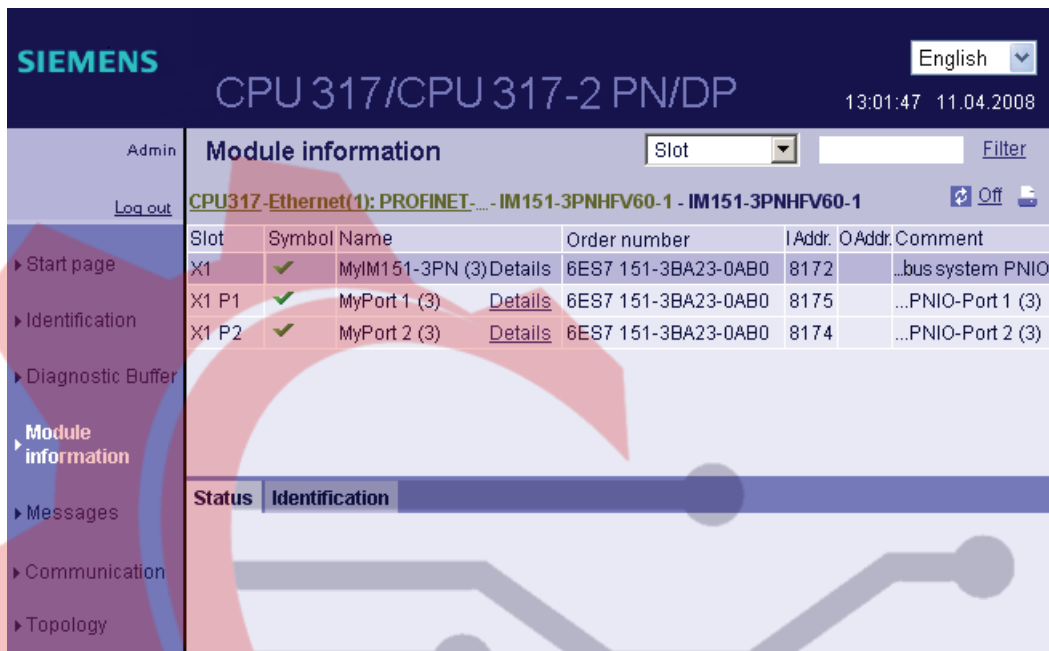 SIEMENS
English
CPU 317/CPU 317-2 PN/DP
13:01:47 11.04.2008
Admin
Module information
Slot
Filter
Log out
CPU317-Ethernet(1): PROFINET-...- IM151-3PNHFV60-1 - IM151-3PNHFV60-1
Off
Slot Symbol Name Order number I Addr. O Addr. Comment
X1 MyIM151-3PN (3) Details 6ES7 151-3BA23-0AB0 8172 ...bus system PNIO
X1 P1 MyPort 1 (3) Details 6ES7 151-3BA23-0AB0 8175 ...PNIO-Port 1 (3)
X1 P2 MyPort 2 (3) Details 6ES7 151-3BA23-0AB0 8174 ...PNIO-Port 2 (3)
Start page
Identification
Diagnostic Buffer
Module
information
Messages
Communication
Topology
Status Identification